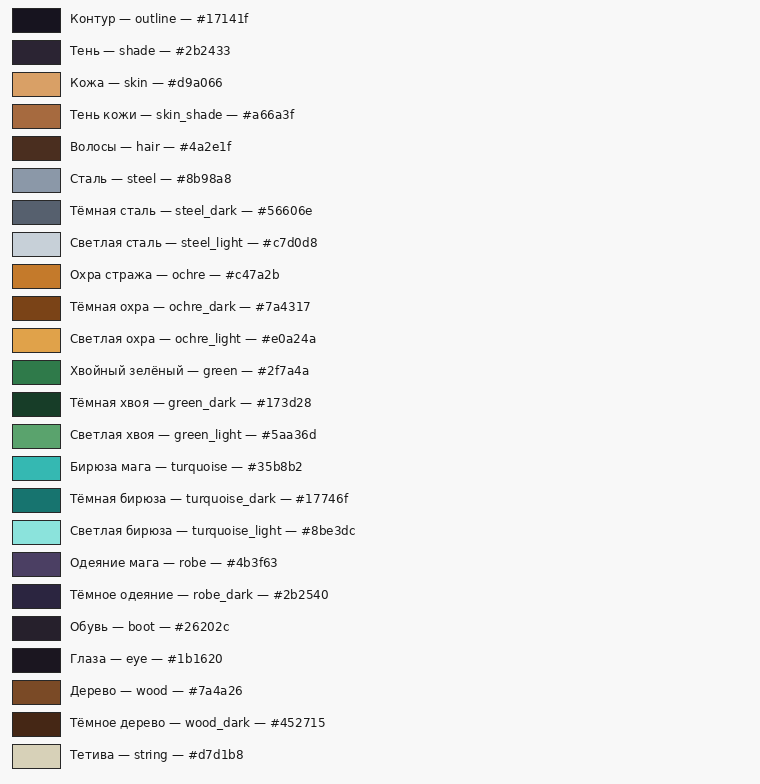 Контур — outline — #17141f
Тень — shade — #2b2433
Кожа — skin — #d9a066
Тень кожи — skin_shade — #a66a3f
Волосы — hair — #4a2e1f
Сталь — steel — #8b98a8
Тёмная сталь — steel_dark — #56606e
Светлая сталь — steel_light — #c7d0d8
Охра стража — ochre — #c47a2b
Тёмная охра — ochre_dark — #7a4317
Светлая охра — ochre_light — #e0a24a
Хвойный зелёный — green — #2f7a4a
Тёмная хвоя — green_dark — #173d28
Светлая хвоя — green_light — #5aa36d
Бирюза мага — turquoise — #35b8b2
Тёмная бирюза — turquoise_dark — #17746f
Светлая бирюза — turquoise_light — #8be3dc
Одеяние мага — robe — #4b3f63
Тёмное одеяние — robe_dark — #2b2540
Обувь — boot — #26202c
Глаза — eye — #1b1620
Дерево — wood — #7a4a26
Тёмное дерево — wood_dark — #452715
Тетива — string — #d7d1b8